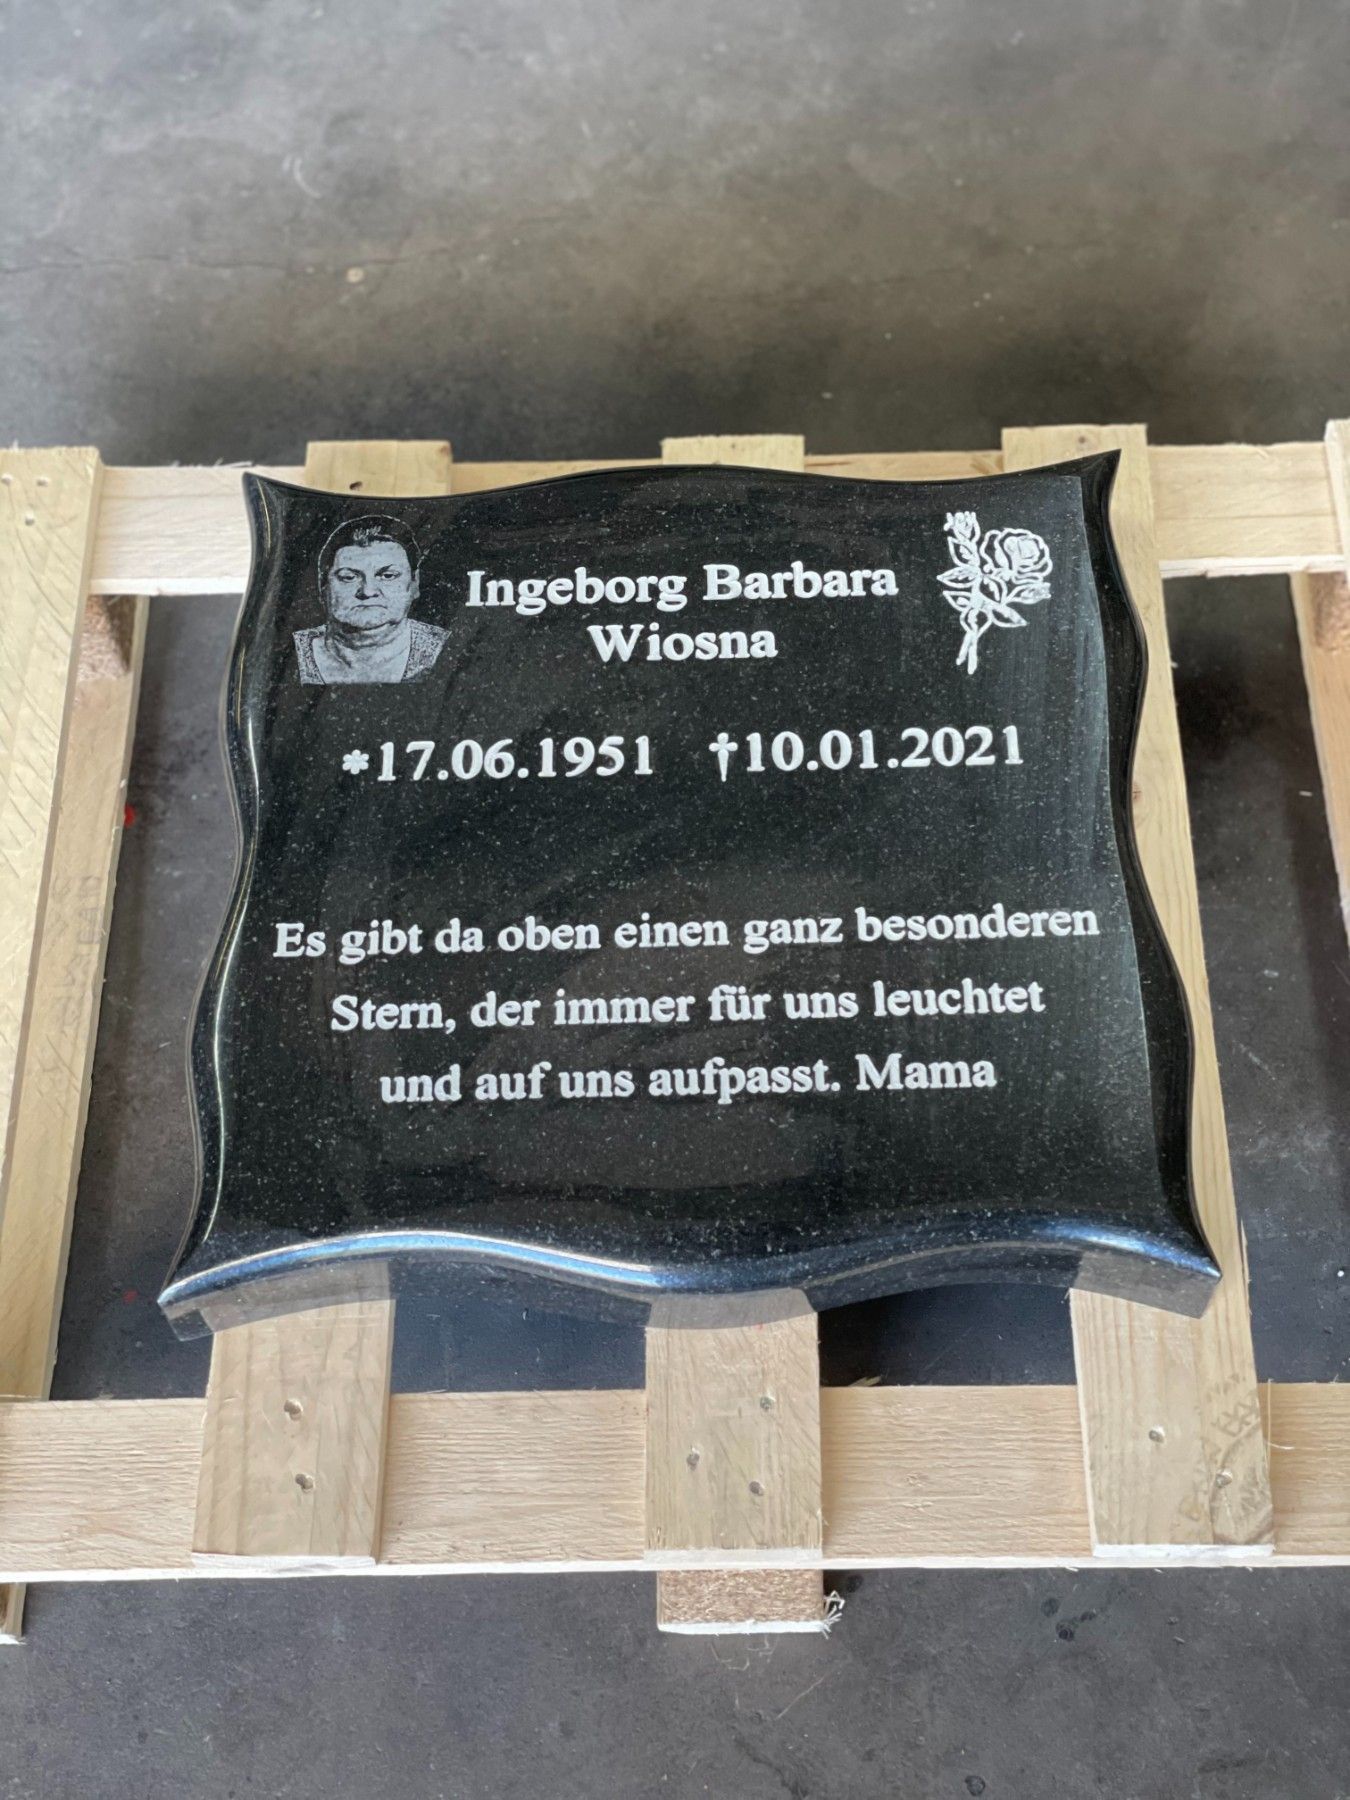 Ingeborg Barbara
Wiosna
*17.06.1951 †10.01.2021
Es gibt da oben einen ganz besonderen
Stern, der immer für uns leuchtet
und auf uns aufpasst. Mama